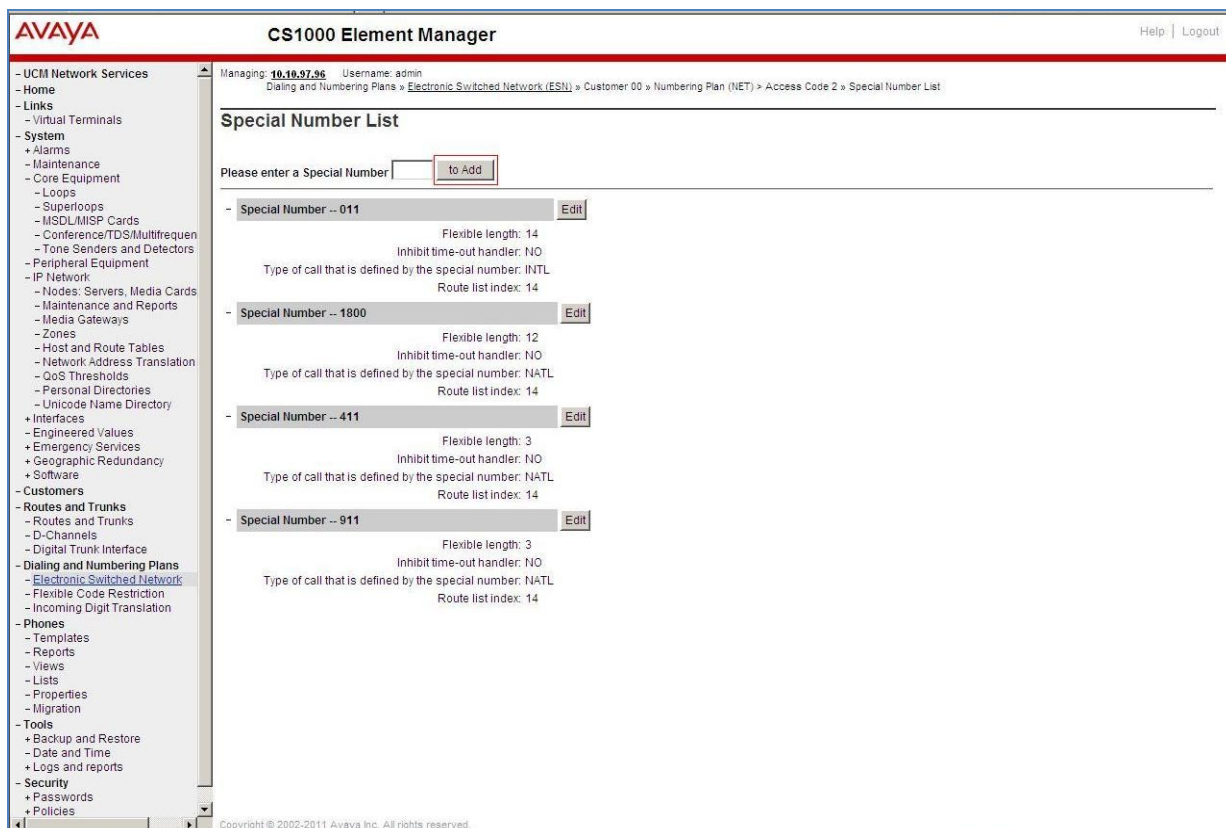 AVAYA
CS1000 Element Manager
Help | Logout
- UCM Network Services
- Home
- Links
- Virtual Terminals
- System
+ Alarms
- Maintenance
- Core Equipment
- Loops
- Superloops
- MSDL/MISP Cards
- Conference/TDS/Multifrequen
- Tone Senders and Detectors
- Peripheral Equipment
- IP Network
- Nodes: Servers, Media Cards
- Maintenance and Reports
- Media Gateways
- Zones
- Host and Route Tables
- Network Address Translation
- QoS Thresholds
- Personal Directories
- Unicode Name Directory
+ Interfaces
- Engineered Values
+ Emergency Services
+ Geographic Redundancy
+ Software
- Customers
- Routes and Trunks
- Routes and Trunks
- D-Channels
- Digital Trunk Interface
- Dialing and Numbering Plans
- Electronic Switched Network
- Flexible Code Restriction
- Incoming Digit Translation
- Phones
- Templates
- Reports
- Views
- Lists
- Properties
- Migration
- Tools
+ Backup and Restore
- Date and Time
+ Logs and reports
- Security
+ Passwords
+ Policies
Managing: 10.10.97.96 Username: admin
Dialing and Numbering Plans » Electronic Switched Network (ESN) » Customer 00 » Numbering Plan (NET) > Access Code 2 » Special Number List
Special Number List
Please enter a Special Number to Add
- Special Number -- 011 Edit
Flexible length: 14
Inhibit time-out handler: NO
Type of call that is defined by the special number: INTL
Route list index: 14
- Special Number -- 1800 Edit
Flexible length: 12
Inhibit time-out handler: NO
Type of call that is defined by the special number: NATL
Route list index: 14
- Special Number -- 411 Edit
Flexible length: 3
Inhibit time-out handler: NO
Type of call that is defined by the special number: NATL
Route list index: 14
- Special Number -- 911 Edit
Flexible length: 3
Inhibit time-out handler: NO
Type of call that is defined by the special number: NATL
Route list index: 14
Copyright © 2002-2011 Avaya Inc. All rights reserved.